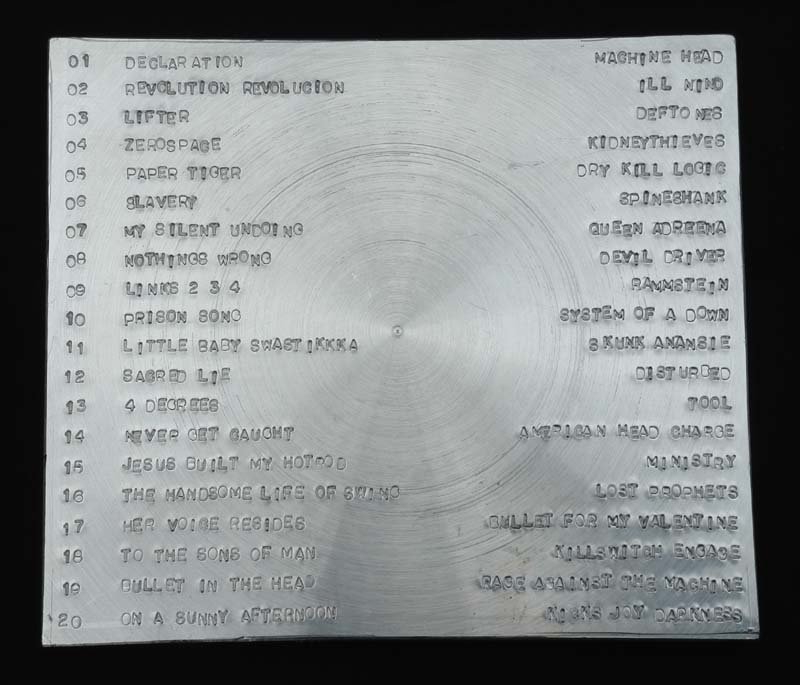 01 DECLARATION MACHINE HEAD
02 REVOLUTION REVOLUCION ILL NINO
03 LIFTER DEFTONES
04 ZEROSPACE KIDNEYTHIEVES
05 PAPER TIGER DRY KILL LOGIC
06 SLAVERY SPINESHANK
07 MY SILENT UNDOING QUEEN ADREENA
08 NOTHINGS WRONG DEVIL DRIVER
09 LINKS 2 3 4 RAMMSTEIN
10 PRISON SONG SYSTEM OF A DOWN
11 LITTLE BABY SWASTIKKKA SKUNK ANANSIE
12 SACRED LIE DISTURBED
13 4 DEGREES TOOL
14 NEVER GET CAUGHT AMERICAN HEAD CHARGE
15 JESUS BUILT MY HOTROD MINISTRY
16 THE HANDSOME LIFE OF SWING LOST PROPHETS
17 HER VOICE RESIDES BULLET FOR MY VALENTINE
18 TO THE SONS OF MAN KILLSWITCH ENGAGE
19 BULLET IN THE HEAD RAGE AGAINST THE MACHINE
20 ON A SUNNY AFTERNOON KICKS JOY DARKNESS